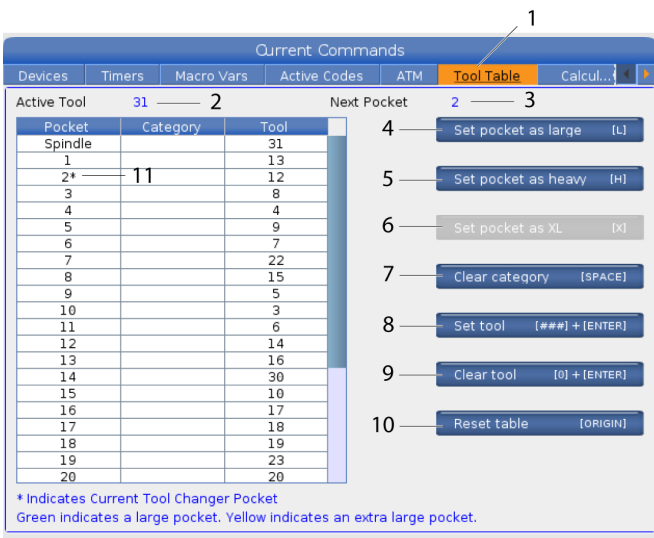 1
Current Commands
Devices Timers Macro Vars Active Codes ATM Tool Table Calcul...
Active Tool 31 2 Next Pocket 2 3
Pocket Category Tool
Spindle 31
1 13
2* 11 12
3 8
4 4
5 9
6 7
7 22
8 15
9 5
10 3
11 6
12 14
13 16
14 30
15 10
16 17
17 18
18 19
19 23
20 20
4 Set pocket as large [L]
5 Set pocket as heavy [H]
6 Set pocket as XL [X]
7 Clear category [SPACE]
8 Set tool [###] + [ENTER]
9 Clear tool [0] + [ENTER]
10 Reset table [ORIGIN]
* Indicates Current Tool Changer Pocket
Green indicates a large pocket. Yellow indicates an extra large pocket.